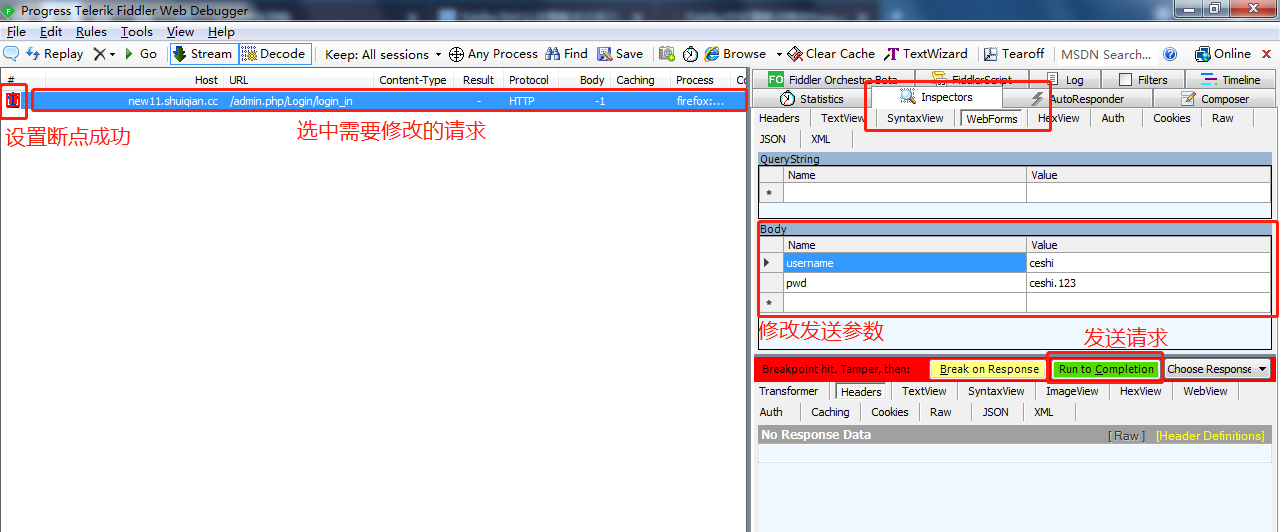 Progress Telerik Fiddler Web Debugger
File Edit Rules Tools View Help
Replay Go Stream Decode Keep: All sessions Any Process Find Save Browse Clear Cache TextWizard Tearoff MSDN Search... Online
# Host URL Content-Type Result Protocol Body Caching Process
new11.shuiqian.cc /admin.php/Login/login_in - HTTP -1 firefox:...
设置断点成功
选中需要修改的请求
FO Fiddler Orchestra Beta FiddlerScript Log Filters Timeline
Statistics Inspectors AutoResponder Composer
Headers TextView SyntaxView WebForms HexView Auth Cookies Raw
JSON XML
QueryString
Name Value
*
Body
Name Value
username ceshi
pwd ceshi.123
*
修改发送参数
发送请求
Breakpoint hit. Tamper, then: Break on Response Run to Completion Choose Response
Transformer Headers TextView SyntaxView ImageView HexView WebView
Auth Caching Cookies Raw JSON XML
No Response Data [ Raw ] [Header Definitions]